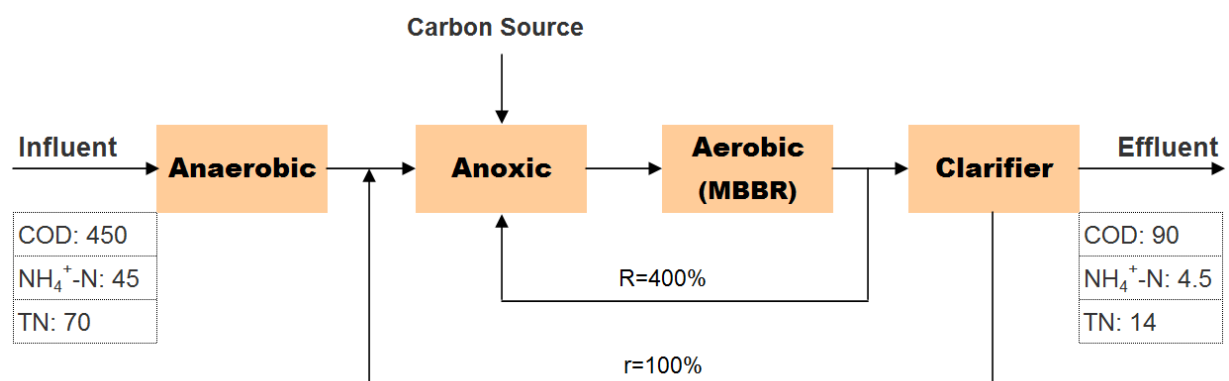 Carbon Source
Influent
Anaerobic
Anoxic
Aerobic
(MBBR)
Clarifier
Effluent
COD: 450
NH₄⁺-N: 45
TN: 70
COD: 90
NH₄⁺-N: 4.5
TN: 14
R=400%
r=100%